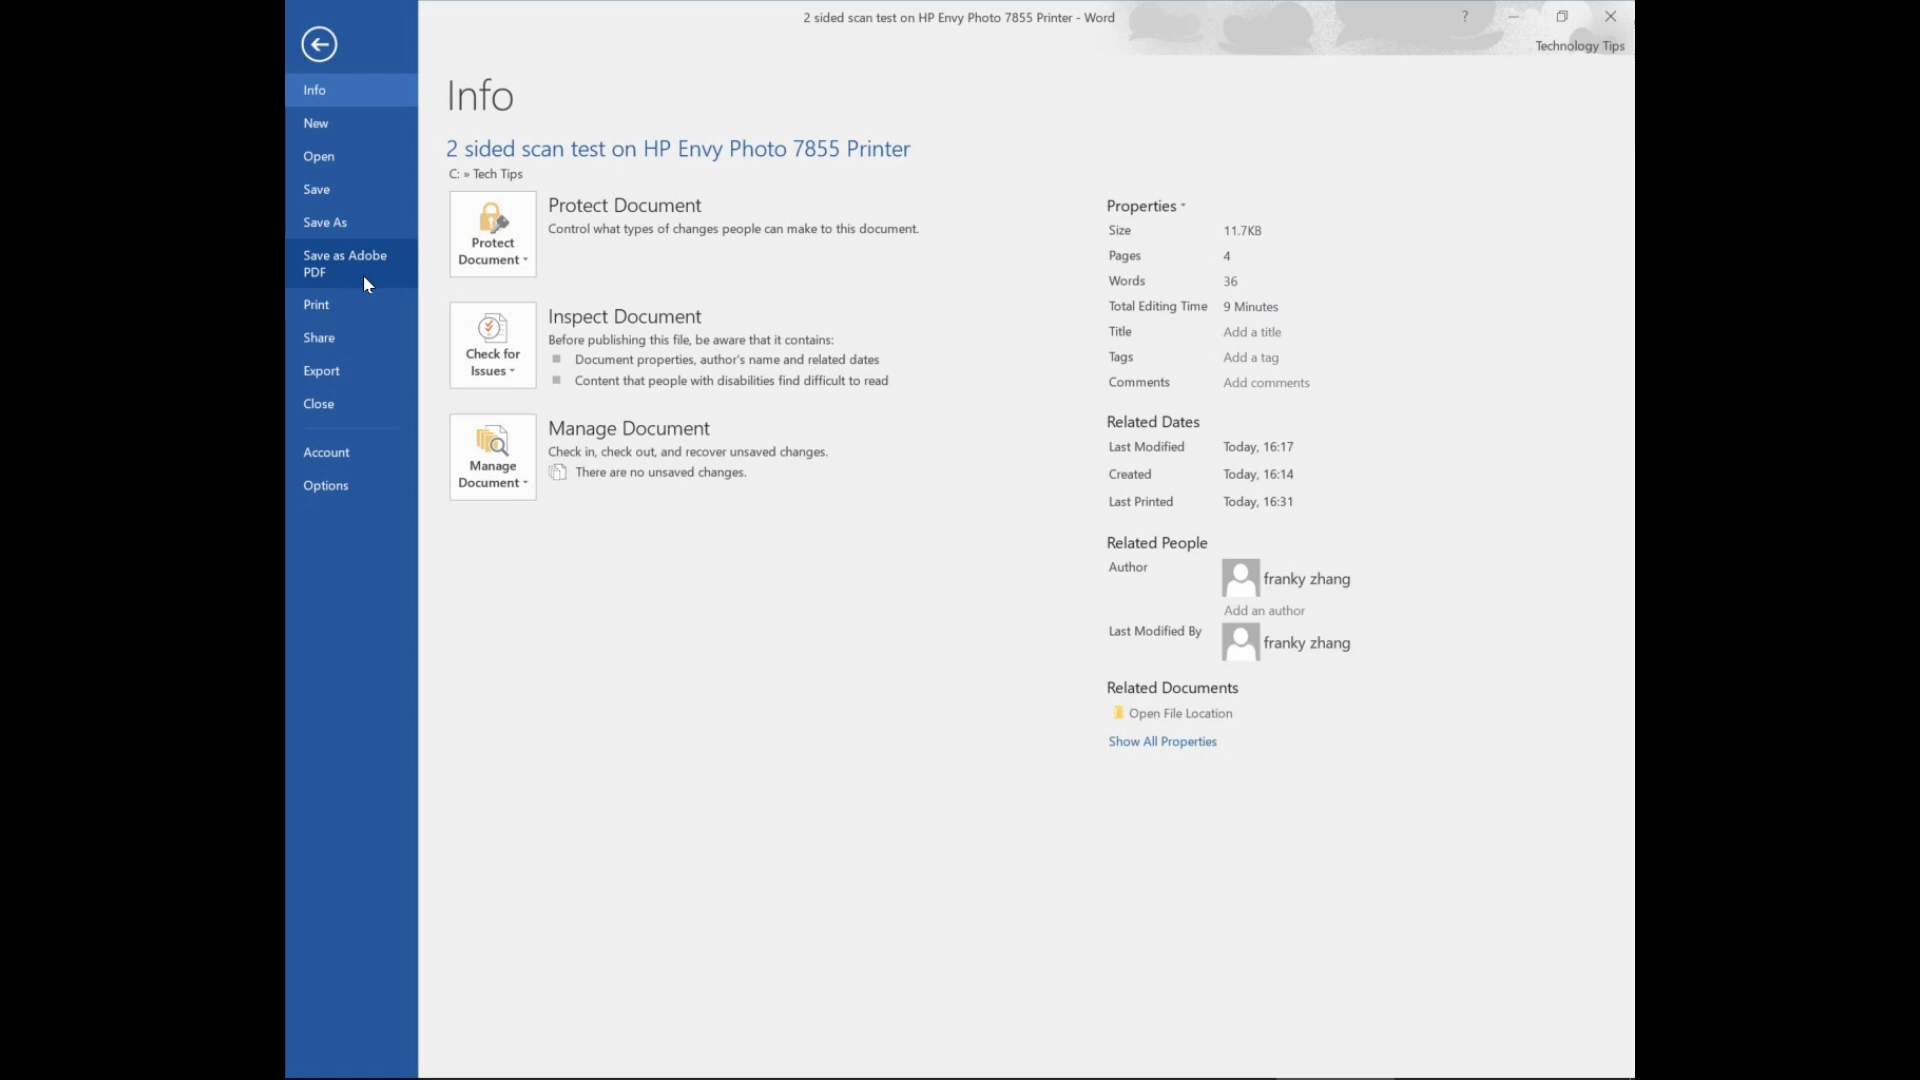 2 sided scan test on HP Envy Photo 7855 Printer - Word
?
Technology Tips
Info
New
Open
Save
Save As
Save as Adobe
PDF
Print
Share
Export
Close
Account
Options
Info
2 sided scan test on HP Envy Photo 7855 Printer
C: » Tech Tips
Protect
Document
Protect Document
Control what types of changes people can make to this document.
Check for
Issues
Inspect Document
Before publishing this file, be aware that it contains:
Document properties, author's name and related dates
Content that people with disabilities find difficult to read
Manage
Document
Manage Document
Check in, check out, and recover unsaved changes.
There are no unsaved changes.
Properties
Size 11.7KB
Pages 4
Words 36
Total Editing Time 9 Minutes
Title Add a title
Tags Add a tag
Comments Add comments
Related Dates
Last Modified Today, 16:17
Created Today, 16:14
Last Printed Today, 16:31
Related People
Author franky zhang
Add an author
Last Modified By franky zhang
Related Documents
Open File Location
Show All Properties